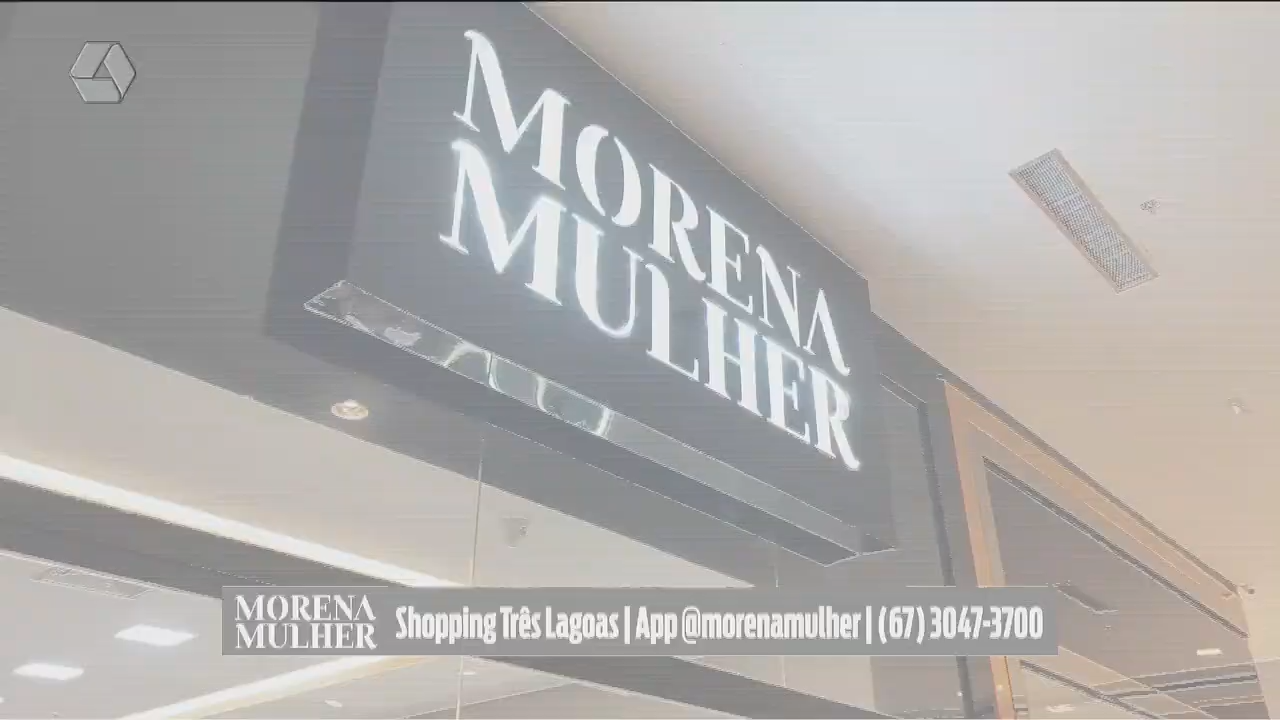 MORENA
MULHER
MORENA
MULHER
Shopping Três Lagoas | App @morenamulher | (67) 3047-3700